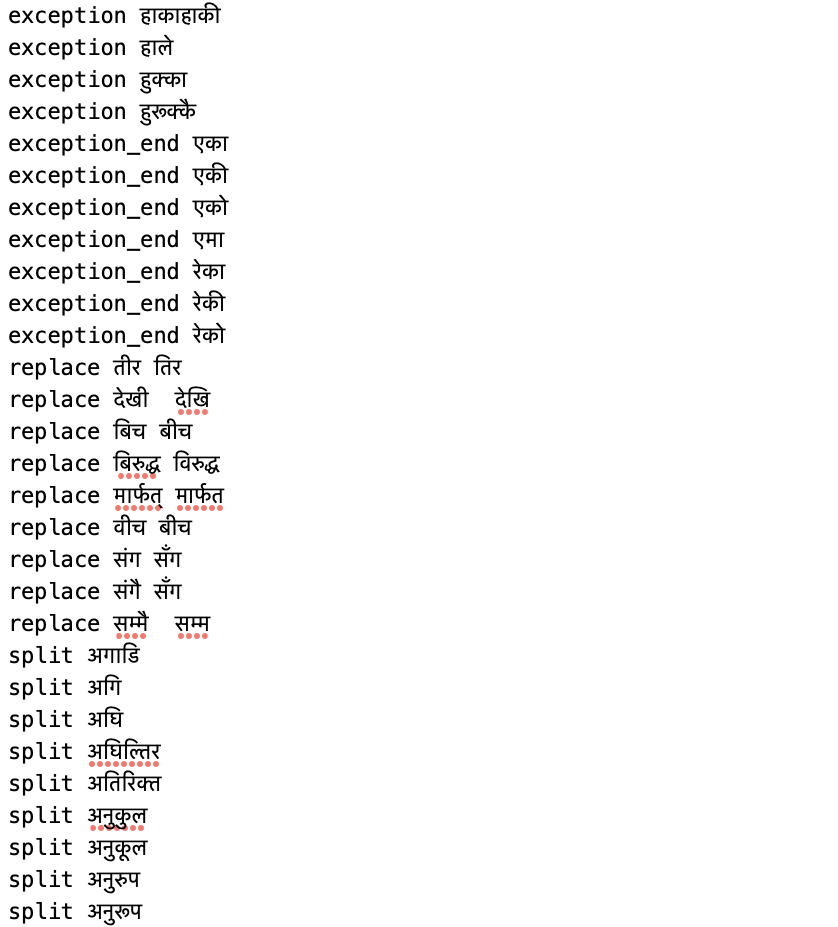 exception हाकाहाकी
exception हाले
exception हुक्का
exception हुरूक्कै
exception_end एका
exception_end एकी
exception_end एको
exception_end एमा
exception_end रेका
exception_end रेकी
exception_end रेको
replace तीर तिर
replace देखी  देखि
replace बिच बीच
replace बिरुद्ध विरुद्ध
replace मार्फत् मार्फत
replace वीच बीच
replace संग सँग
replace संगै सँग
replace सम्मै  सम्म
split अगाडि
split अगि
split अघि
split अघिल्तिर
split अतिरिक्त
split अनुकुल
split अनुकूल
split अनुरुप
split अनुरूप